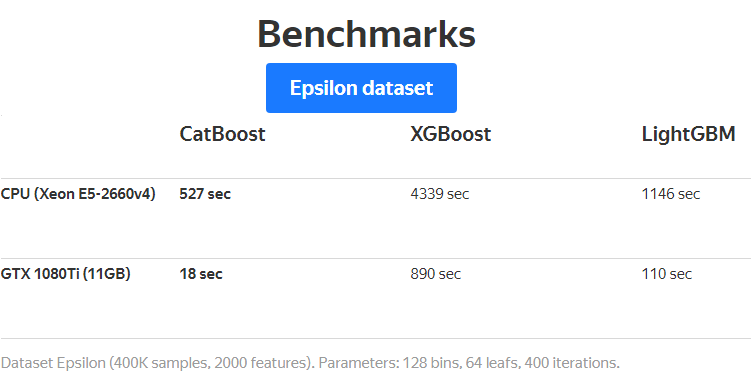 Benchmarks
Epsilon dataset
CatBoost XGBoost LightGBM
CPU (Xeon E5-2660v4) 527 sec 4339 sec 1146 sec
GTX 1080Ti (11GB) 18 sec 890 sec 110 sec
Dataset Epsilon (400K samples, 2000 features). Parameters: 128 bins, 64 leafs, 400 iterations.